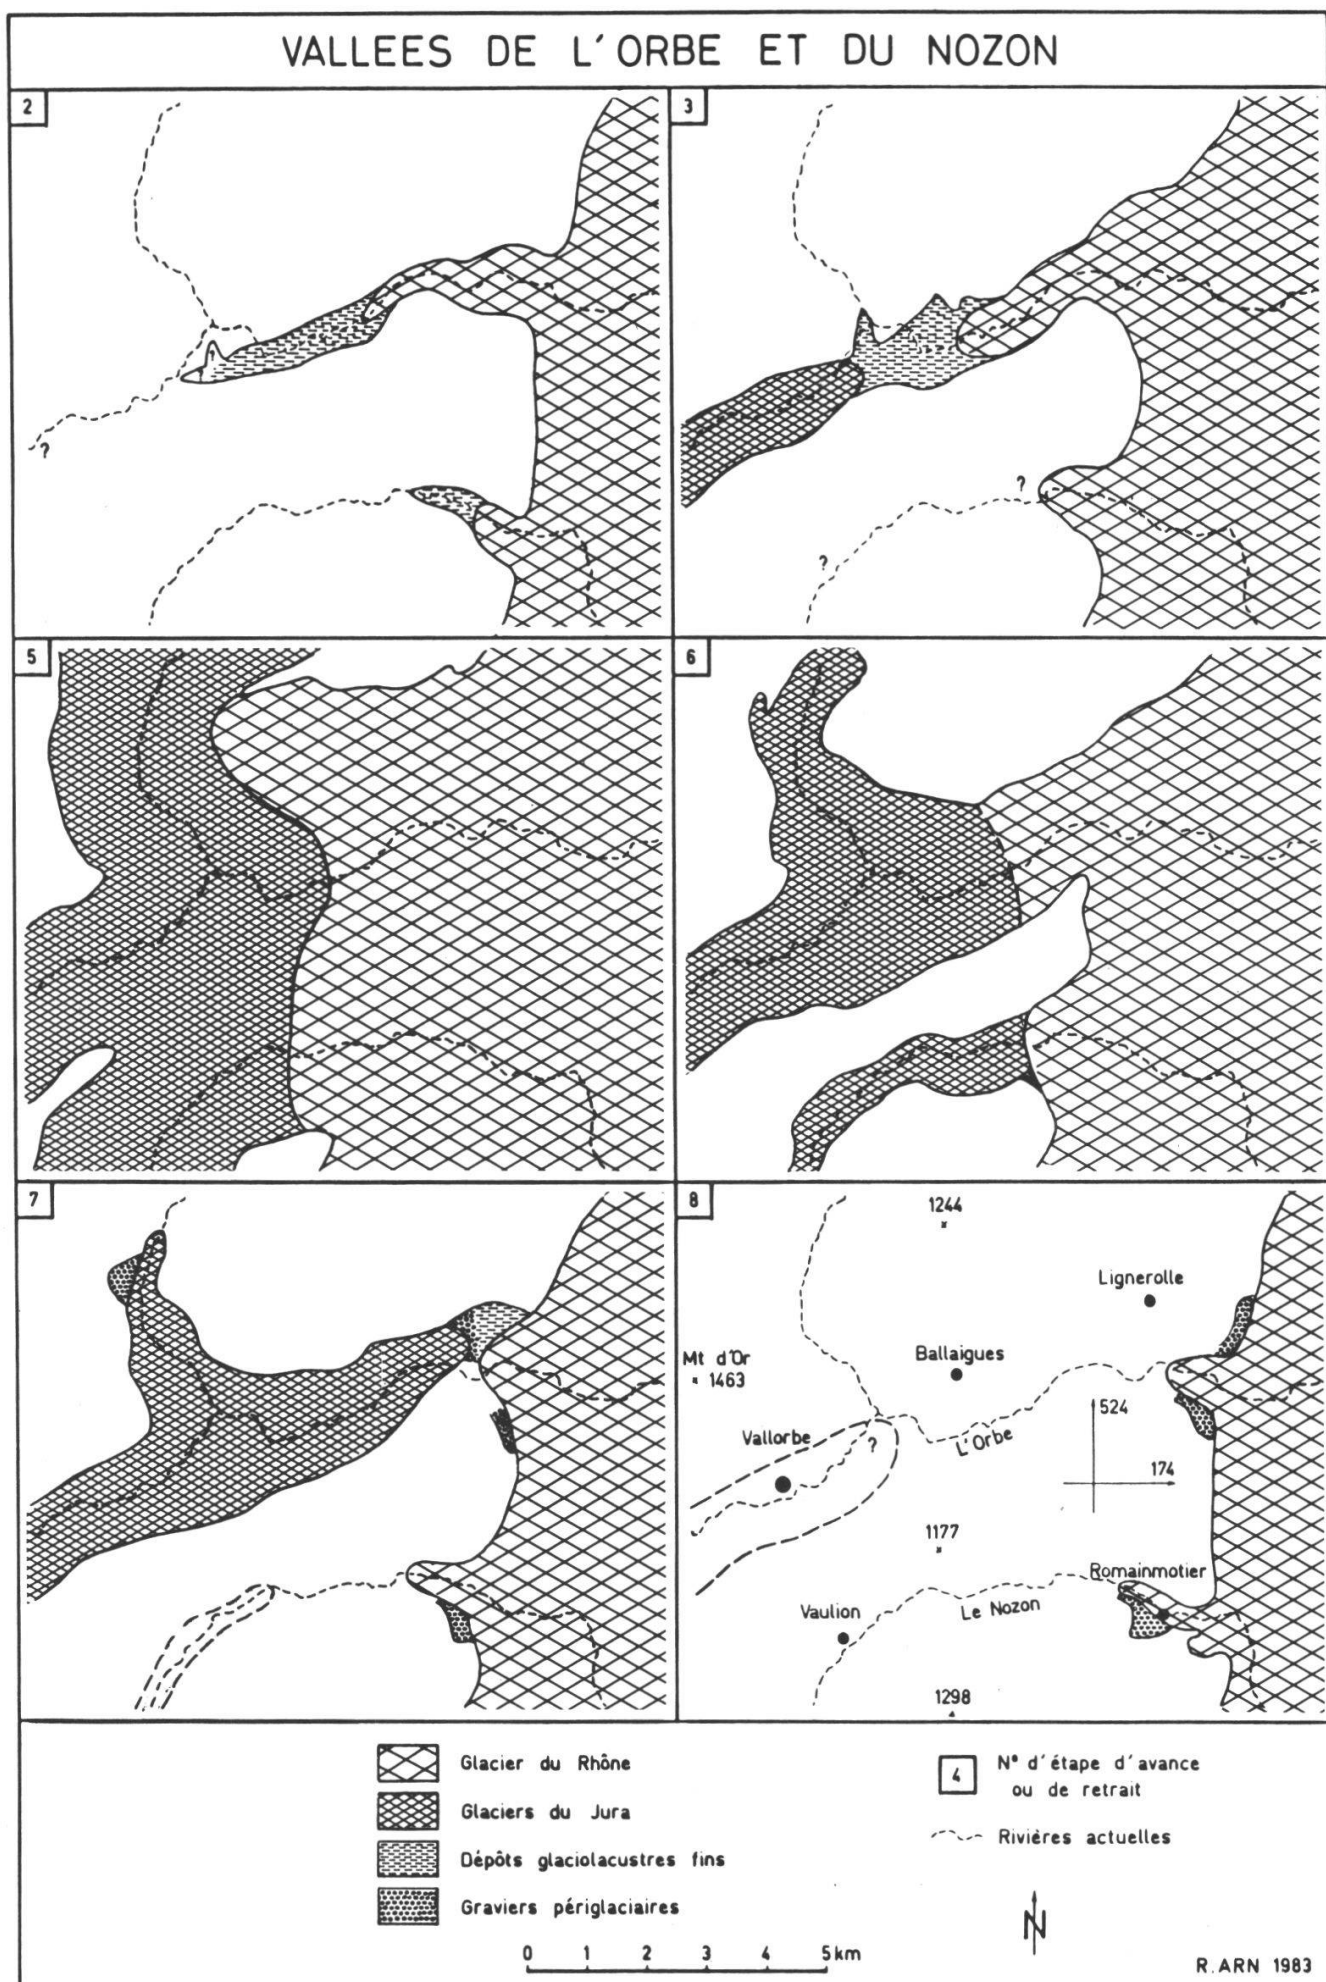 VALLEES DE L'ORBE ET DU NOZON
2
?
?
3
?
?
5
6
7
8
1244
Lignerolle
Mt d'Or
1463
Ballaigues
524
Vallorbe
?
L'Orbe
174
1177
Romainmotier
Vaulion
Le Nozon
1298
Glacier du Rhône
Glaciers du Jura
Dépôts glaciolacustres fins
Graviers périglaciaires
4
N° d'étape d'avance
ou de retrait
Rivières actuelles
0 1 2 3 4 5km
N
R.ARN 1983